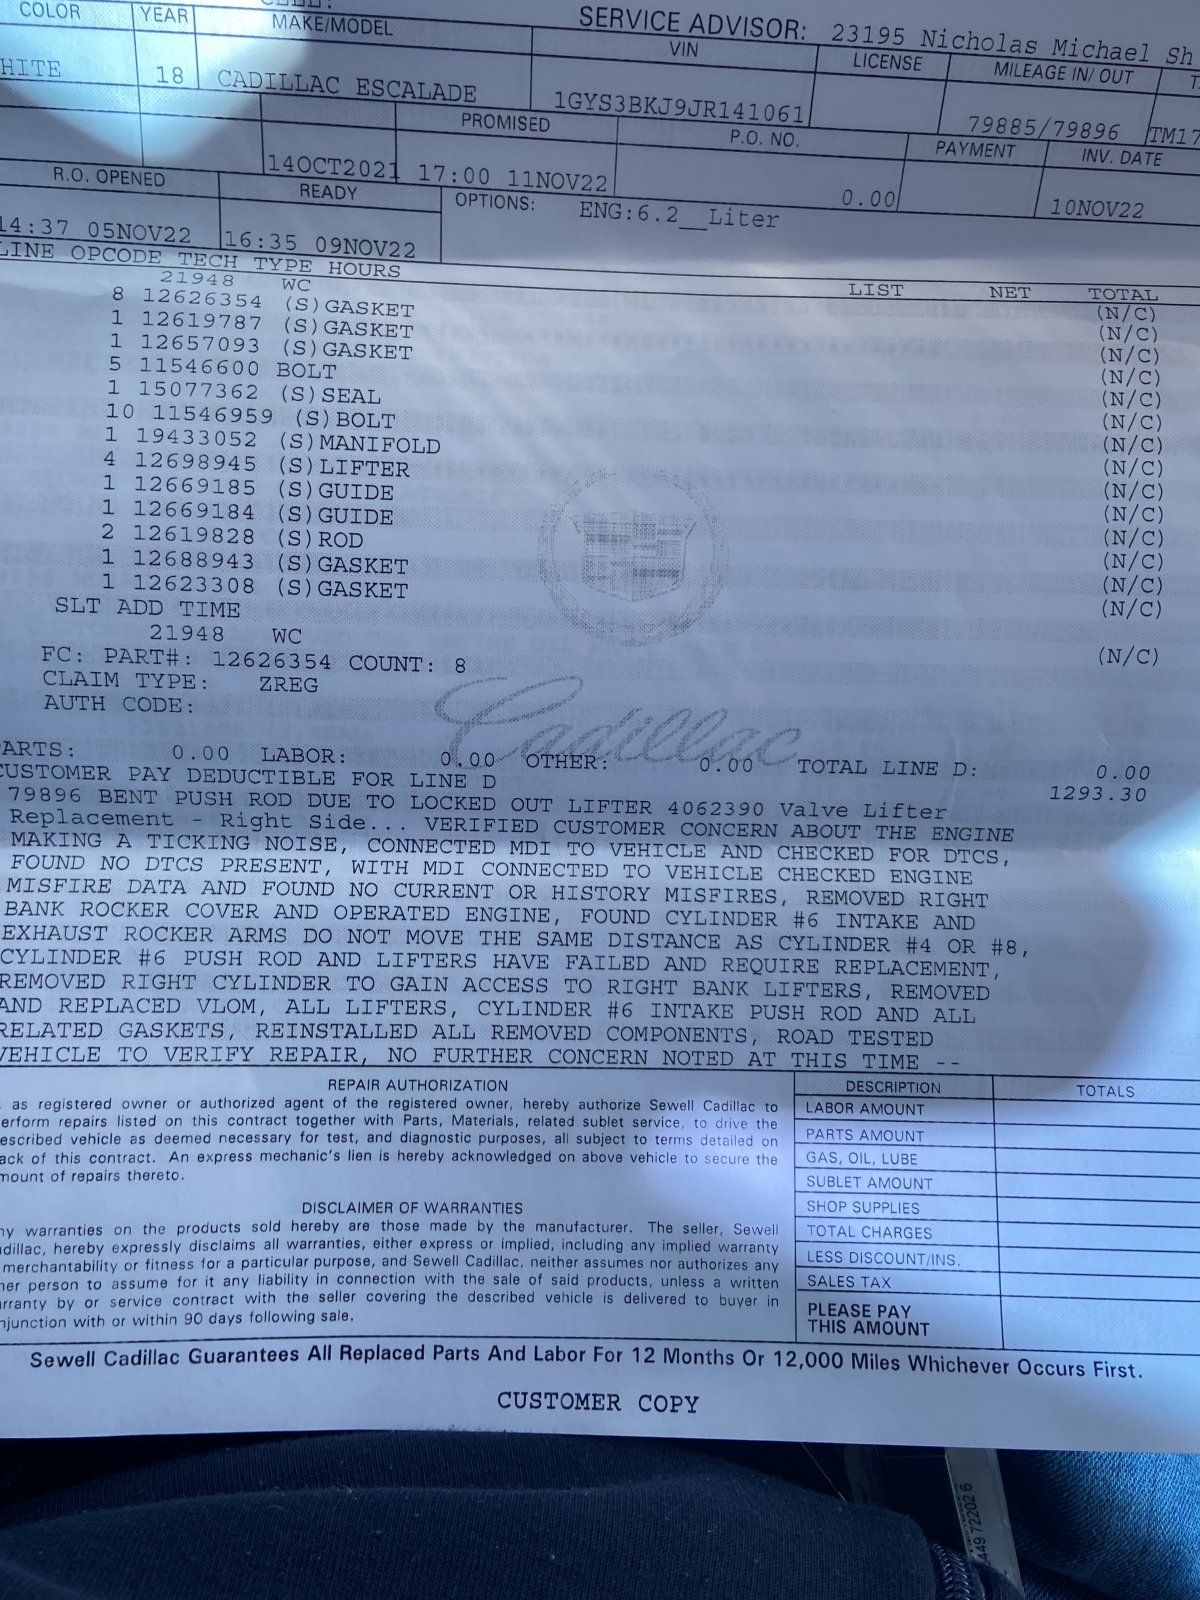 COLOR YEAR MAKE/MODEL
SERVICE ADVISOR: 23195 Nicholas Michael Sh
VIN LICENSE MILEAGE IN/ OUT
HITE 18 CADILLAC ESCALADE 1GYS3BKJ9JR141061 79885/79896 TM17
PROMISED P.O. NO. PAYMENT INV. DATE
14OCT2021 17:00 11NOV22 0.00 10NOV22
R.O. OPENED READY OPTIONS: ENG:6.2__Liter
14:37 05NOV22 16:35 09NOV22
LINE OPCODE TECH TYPE HOURS LIST NET TOTAL
21948 WC (N/C)
8 12626354 (S)GASKET (N/C)
1 12619787 (S)GASKET (N/C)
1 12657093 (S)GASKET (N/C)
5 11546600 BOLT (N/C)
1 15077362 (S)SEAL (N/C)
10 11546959 (S)BOLT (N/C)
1 19433052 (S)MANIFOLD (N/C)
4 12698945 (S)LIFTER (N/C)
1 12669185 (S)GUIDE (N/C)
1 12669184 (S)GUIDE (N/C)
2 12619828 (S)ROD (N/C)
1 12688943 (S)GASKET (N/C)
1 12623308 (S)GASKET (N/C)
SLT ADD TIME
21948 WC (N/C)
FC: PART#: 12626354 COUNT: 8
CLAIM TYPE: ZREG
AUTH CODE:
Cadillac
PARTS: 0.00 LABOR: 0.00 OTHER: 0.00 TOTAL LINE D: 0.00
CUSTOMER PAY DEDUCTIBLE FOR LINE D 1293.30
79896 BENT PUSH ROD DUE TO LOCKED OUT LIFTER 4062390 Valve Lifter
Replacement - Right Side... VERIFIED CUSTOMER CONCERN ABOUT THE ENGINE
MAKING A TICKING NOISE, CONNECTED MDI TO VEHICLE AND CHECKED FOR DTCS,
FOUND NO DTCS PRESENT, WITH MDI CONNECTED TO VEHICLE CHECKED ENGINE
MISFIRE DATA AND FOUND NO CURRENT OR HISTORY MISFIRES, REMOVED RIGHT
BANK ROCKER COVER AND OPERATED ENGINE, FOUND CYLINDER #6 INTAKE AND
EXHAUST ROCKER ARMS DO NOT MOVE THE SAME DISTANCE AS CYLINDER #4 OR #8,
CYLINDER #6 PUSH ROD AND LIFTERS HAVE FAILED AND REQUIRE REPLACEMENT,
REMOVED RIGHT CYLINDER TO GAIN ACCESS TO RIGHT BANK LIFTERS, REMOVED
AND REPLACED VLOM, ALL LIFTERS, CYLINDER #6 INTAKE PUSH ROD AND ALL
RELATED GASKETS, REINSTALLED ALL REMOVED COMPONENTS, ROAD TESTED
VEHICLE TO VERIFY REPAIR, NO FURTHER CONCERN NOTED AT THIS TIME --
REPAIR AUTHORIZATION
, as registered owner or authorized agent of the registered owner, hereby authorize Sewell Cadillac to
erform repairs listed on this contract together with Parts, Materials, related sublet service, to drive the
escribed vehicle as deemed necessary for test, and diagnostic purposes, all subject to terms detailed on
ack of this contract. An express mechanic's lien is hereby acknowledged on above vehicle to secure the
mount of repairs thereto.
DISCLAIMER OF WARRANTIES
ny warranties on the products sold hereby are those made by the manufacturer. The seller, Sewell
adillac, hereby expressly disclaims all warranties, either express or implied, including any implied warranty
merchantability or fitness for a particular purpose, and Sewell Cadillac, neither assumes nor authorizes any
her person to assume for it any liability in connection with the sale of said products, unless a written
rranty by or service contract with the seller covering the described vehicle is delivered to buyer in
njunction with or within 90 days following sale.
DESCRIPTION TOTALS
LABOR AMOUNT
PARTS AMOUNT
GAS, OIL, LUBE
SUBLET AMOUNT
SHOP SUPPLIES
TOTAL CHARGES
LESS DISCOUNT/INS.
SALES TAX
PLEASE PAY
THIS AMOUNT
Sewell Cadillac Guarantees All Replaced Parts And Labor For 12 Months Or 12,000 Miles Whichever Occurs First.
CUSTOMER COPY
449 72202 6